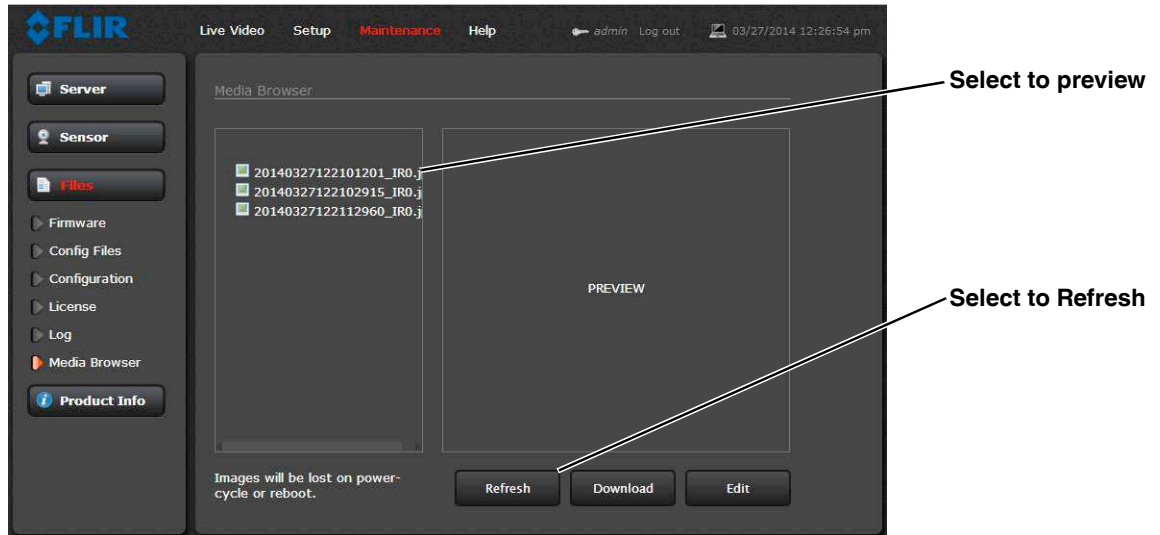 FLIR
Live Video Setup Maintenance Help admin Log out 03/27/2014 12:26:54 pm
Server
Sensor
Files
Firmware
Config Files
Configuration
License
Log
Media Browser
Product Info
Media Browser
20140327122101201_IR0.j
20140327122102915_IR0.j
20140327122112960_IR0.j
PREVIEW
Images will be lost on power-
cycle or reboot.
Refresh Download Edit
Select to preview
Select to Refresh